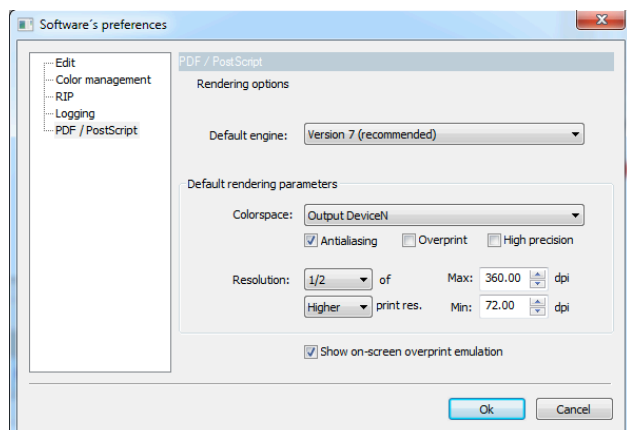 Software´s preferences
Edit
Color management
RIP
Logging
PDF / PostScript
PDF / PostScript
Rendering options
Default engine: Version 7 (recommended)
Default rendering parameters
Colorspace: Output DeviceN
Antialiasing Overprint High precision
Resolution: 1/2 of Max: 360.00 dpi
Higher print res. Min: 72.00 dpi
Show on-screen overprint emulation
Ok Cancel